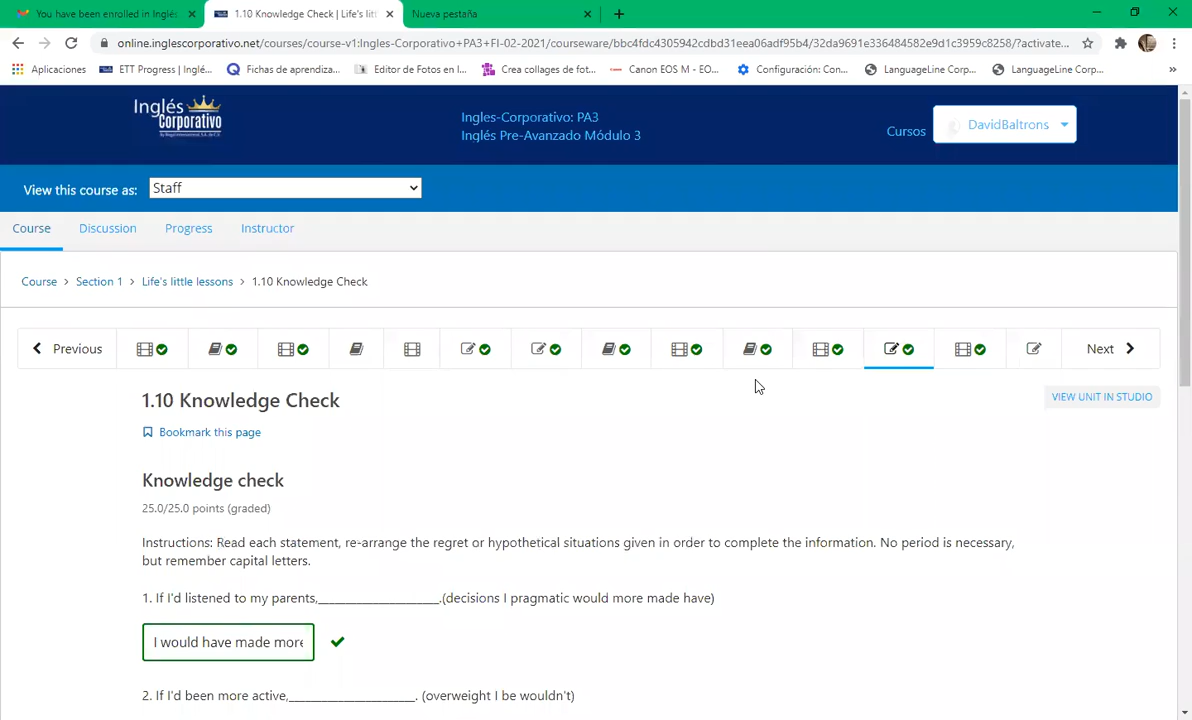 You have been enrolled in Inglés
1.10 Knowledge Check | Life's litt
Nueva pestaña
online.inglescorporativo.net/courses/course-v1:Ingles-Corporativo+PA3+FI-02-2021/courseware/bbc4fdc4305942cdbd31eea06adf95b4/32da9691e336484582e9d1c3959c8258/?activate...
Aplicaciones
ETT Progress | Inglé...
Fichas de aprendiza...
Editor de Fotos en l...
Crea collages de fot...
Canon EOS M - EO...
Configuración: Con...
LanguageLine Corp...
LanguageLine Corp...
Inglés
Corporativo
Ingles-Corporativo: PA3
Inglés Pre-Avanzado Módulo 3
Cursos
DavidBaltrons
View this course as:
Staff
Course
Discussion
Progress
Instructor
Course > Section 1 > Life's little lessons > 1.10 Knowledge Check
Previous
Next
1.10 Knowledge Check
VIEW UNIT IN STUDIO
Bookmark this page
Knowledge check
25.0/25.0 points (graded)
Instructions: Read each statement, re-arrange the regret or hypothetical situations given in order to complete the information. No period is necessary,
but remember capital letters.
1. If I'd listened to my parents,____________________.(decisions I pragmatic would more made have)
I would have made more
2. If I'd been more active,_____________________. (overweight I be wouldn't)